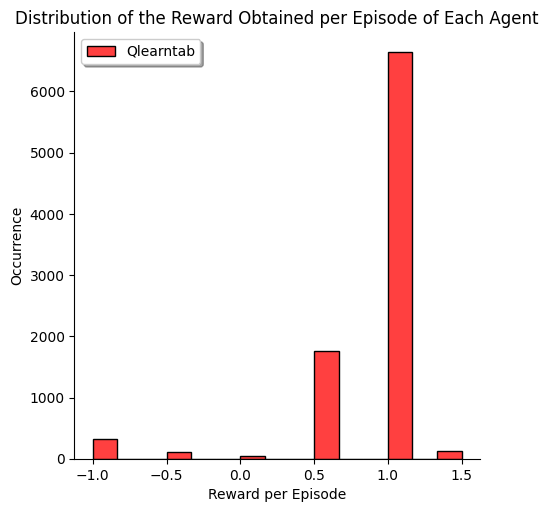 Distribution of the Reward Obtained per Episode of Each Agent
Qlearntab
6000
5000
4000
3000
2000
1000
0
Occurrence
−1.0 −0.5 0.0 0.5 1.0 1.5
Reward per Episode